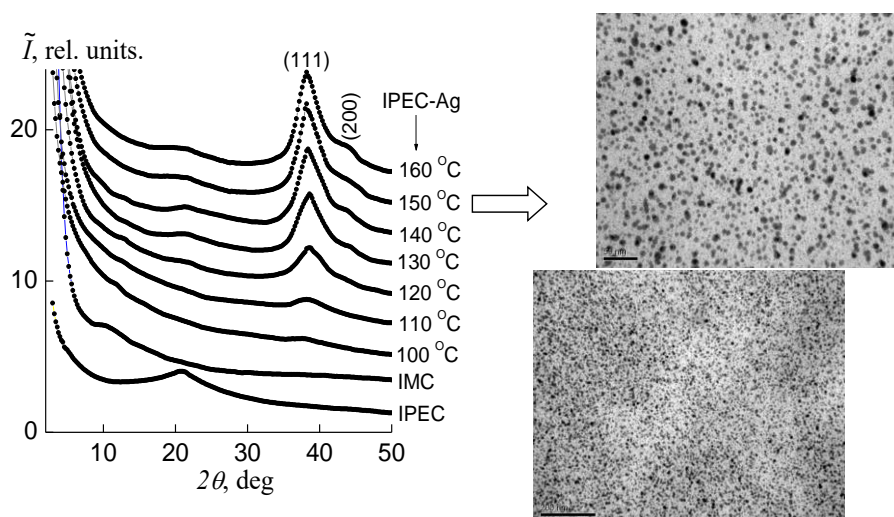 Ĩ, rel. units.
(111)
(200)
IPEC-Ag
20
160 °C
150 °C
140 °C
130 °C
10
120 °C
110 °C
100 °C
IMC
IPEC
0
10 20 30 40 50
2θ, deg